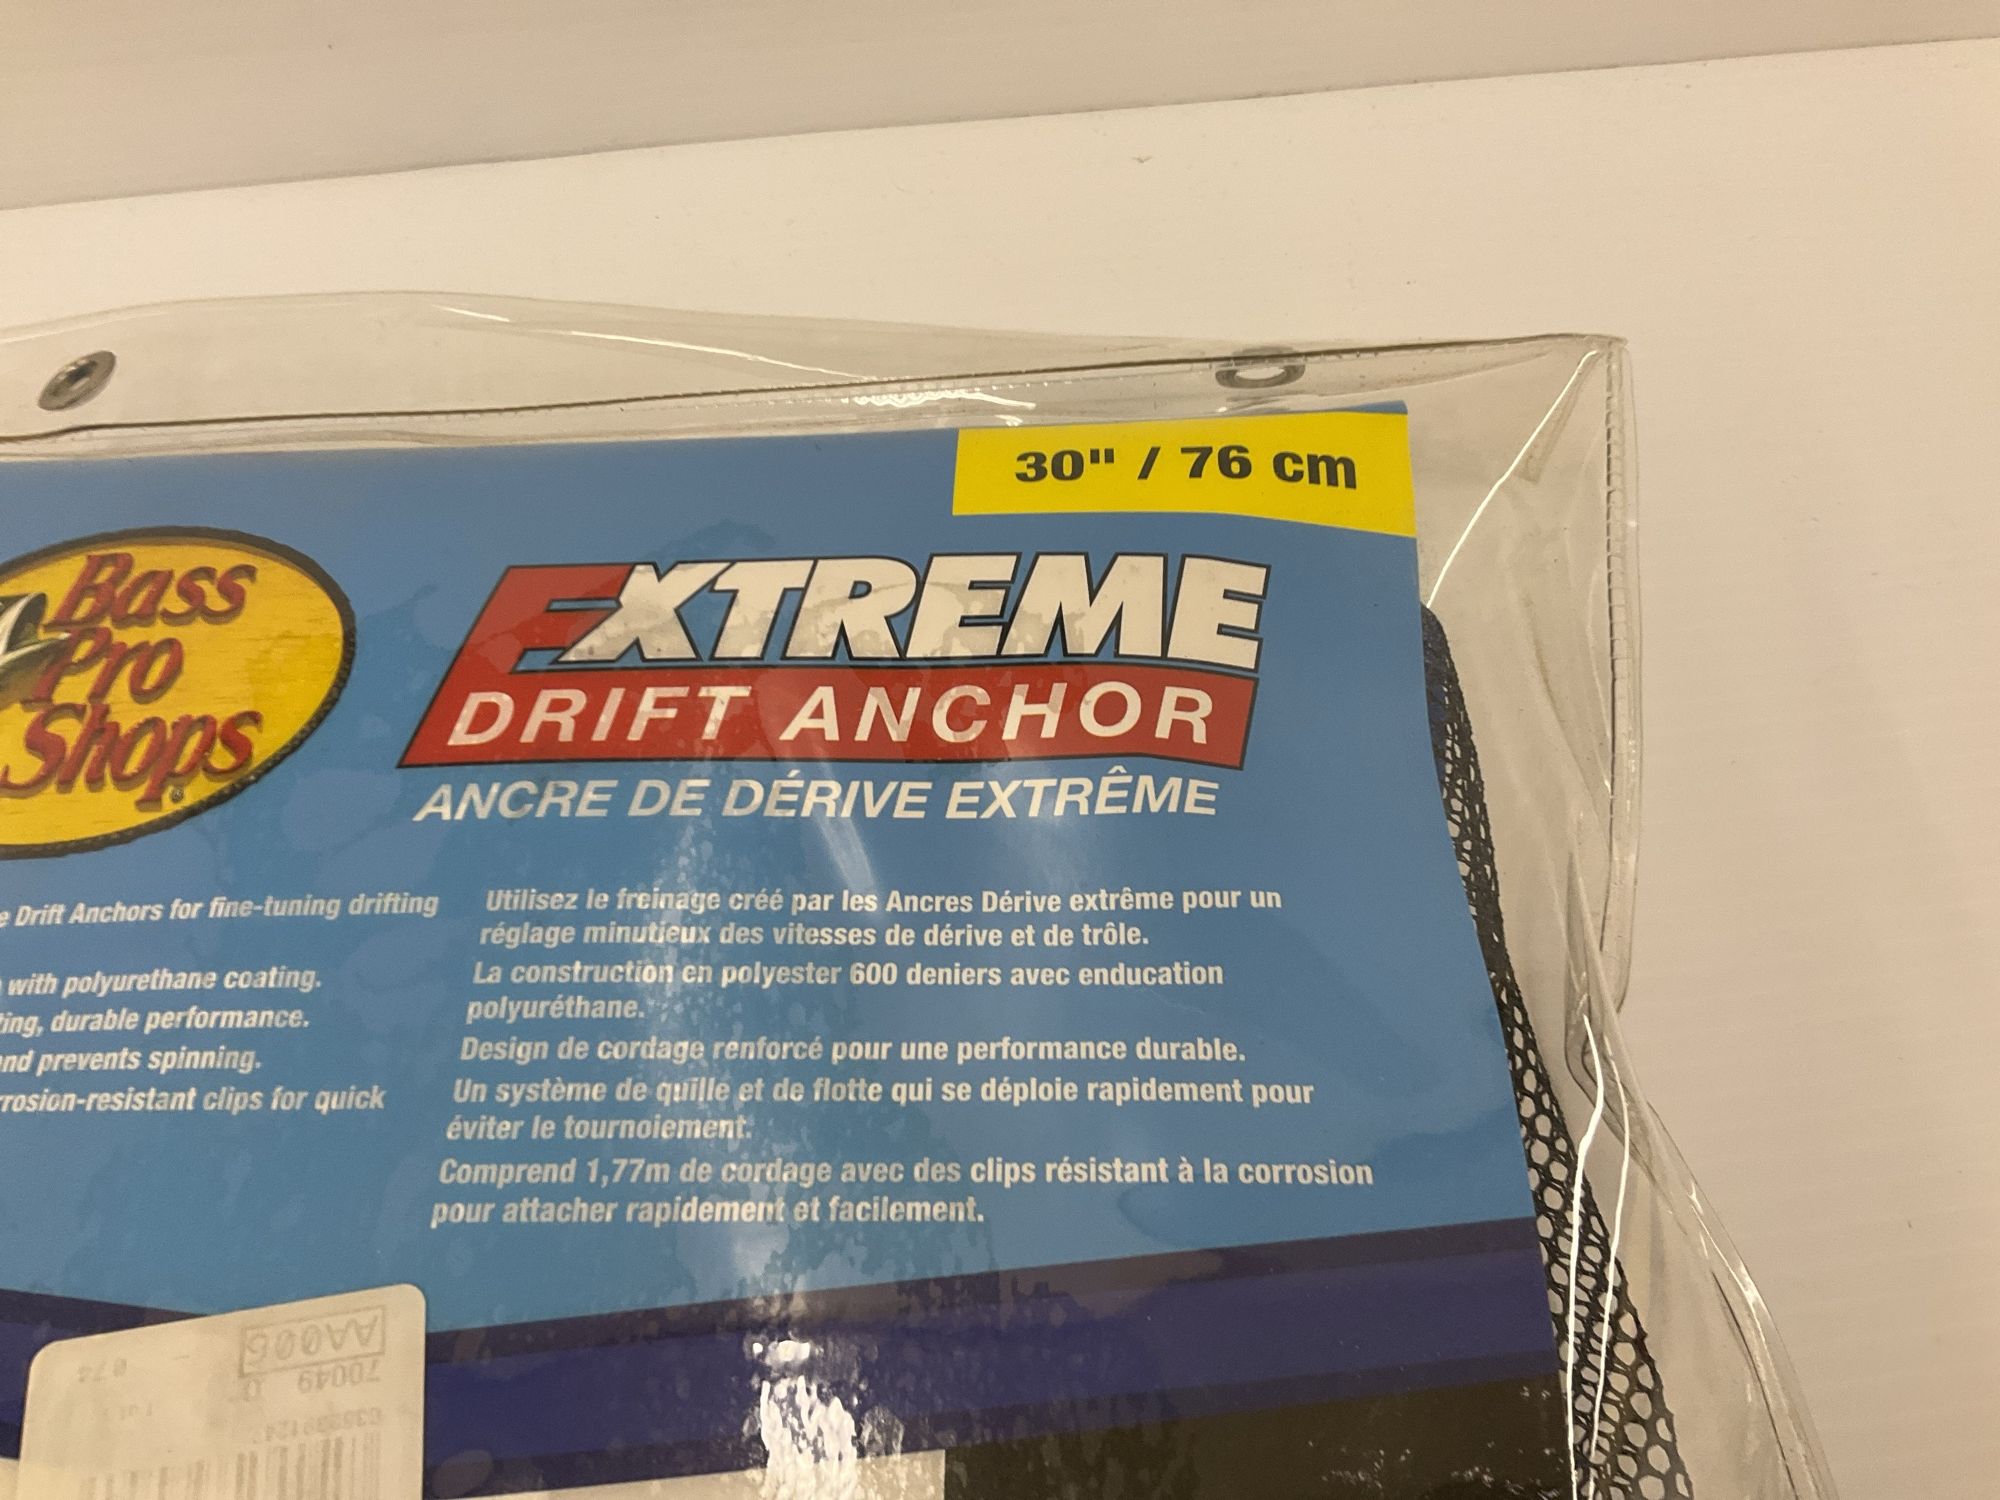 30" / 76 cm
Bass
Pro
Shops
EXTREME
DRIFT ANCHOR
ANCRE DE DÉRIVE EXTRÊME
Drift Anchors for fine-tuning drifting
with polyurethane coating.
durable performance.
prevents spinning.
clips for quick
Utilisez le freinage créé par les Ancres Dérive extrême pour un
réglage minutieux des vitesses de dérive et de trôle.
La construction en polyester 600 deniers avec enducation
polyuréthane.
Design de cordage renforcé pour une performance durable.
Un système de quille et de flotte qui se déploie rapidement pour
éviter le tournoiement.
Comprend 1,77m de cordage avec des clips résistant à la corrosion
pour attacher rapidement et facilement.
AA006
70049 0
074